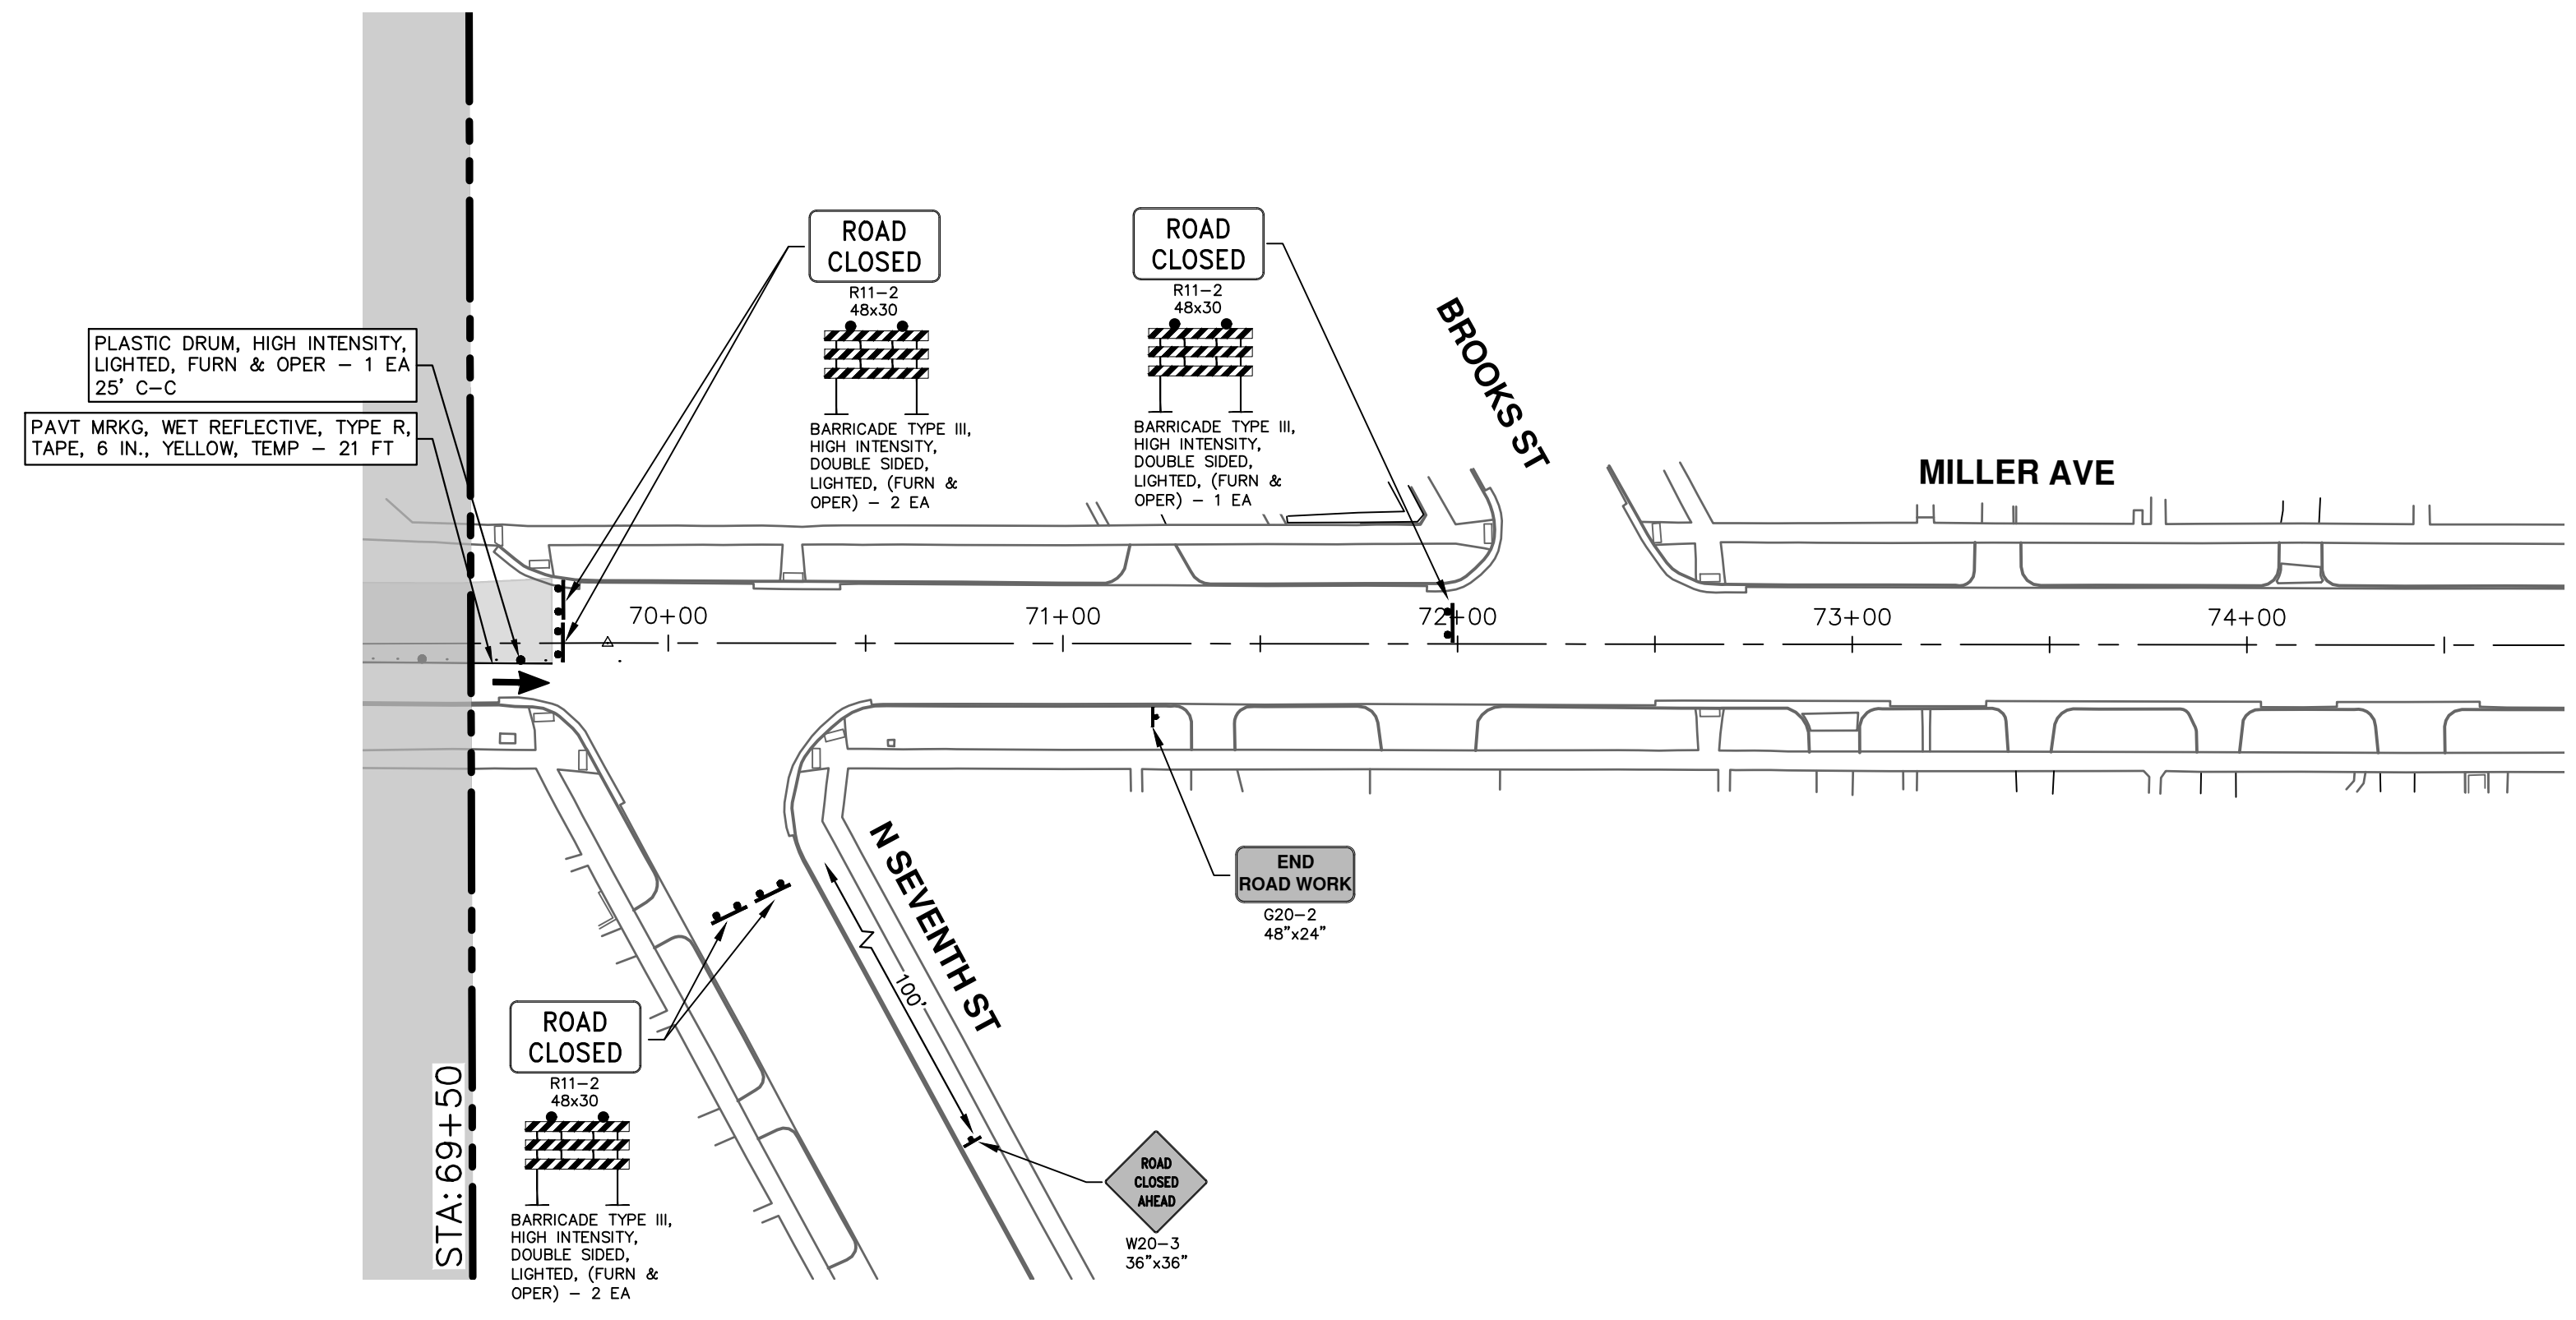 ROAD
CLOSED
R11-2
48x30
BARRICADE TYPE III,
HIGH INTENSITY,
DOUBLE SIDED,
LIGHTED, (FURN &
OPER) - 2 EA
ROAD
CLOSED
R11-2
48x30
BARRICADE TYPE III,
HIGH INTENSITY,
DOUBLE SIDED,
LIGHTED, (FURN &
OPER) - 1 EA
BROOKS ST
MILLER AVE
PLASTIC DRUM, HIGH INTENSITY,
LIGHTED, FURN & OPER - 1 EA
25' C-C
PAVT MRKG, WET REFLECTIVE, TYPE R,
TAPE, 6 IN., YELLOW, TEMP - 21 FT
70+00
71+00
72+00
73+00
74+00
N SEVENTH ST
100'
END
ROAD WORK
G20-2
48"x24"
ROAD
CLOSED
R11-2
48x30
BARRICADE TYPE III,
HIGH INTENSITY,
DOUBLE SIDED,
LIGHTED, (FURN &
OPER) - 2 EA
STA:69+50
ROAD
CLOSED
AHEAD
W20-3
36"x36"